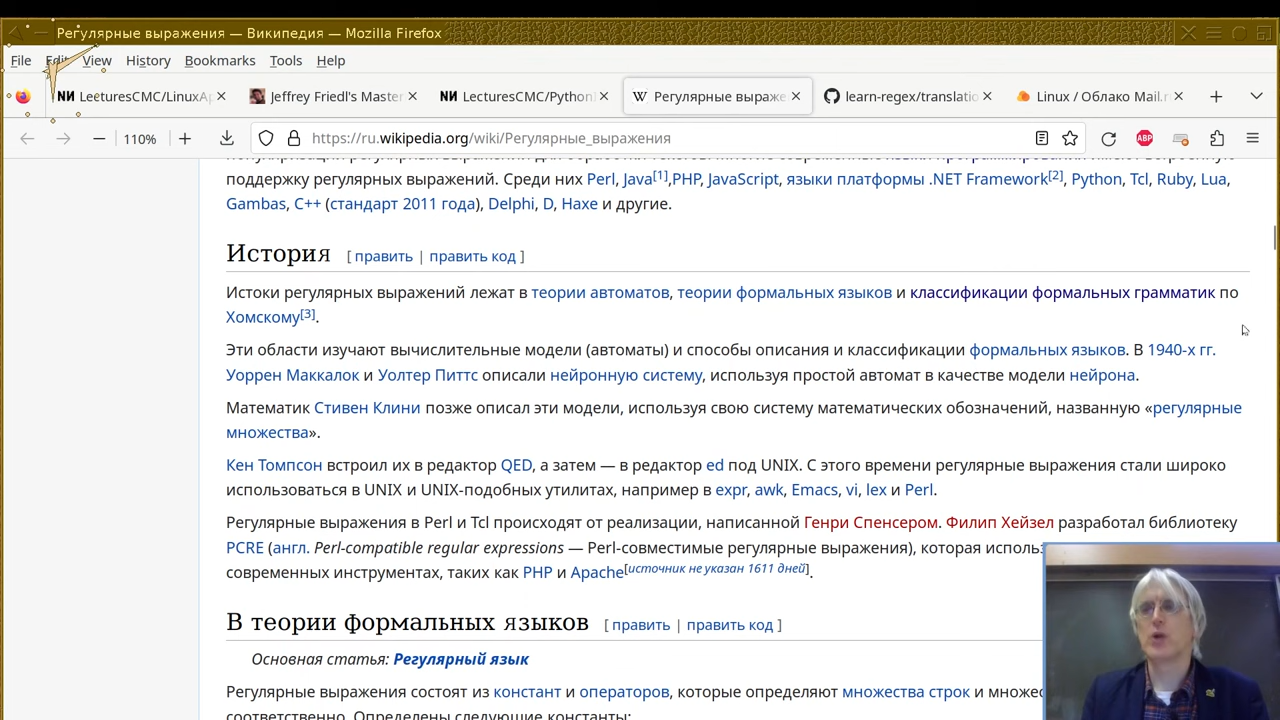 Регулярные выражения — Википедия — Mozilla Firefox
File Edit View History Bookmarks Tools Help
LecturesCMC/LinuxAp Jeffrey Friedl's Master LecturesCMC/Python Регулярные выраже learn-regex/translatio Linux / Облако Mail.r
110% https://ru.wikipedia.org/wiki/Регулярные_выражения
поддержку регулярных выражений. Среди них Perl, Java[1],PHP, JavaScript, языки платформы .NET Framework[2], Python, Tcl, Ruby, Lua,
Gambas, C++ (стандарт 2011 года), Delphi, D, Haxe и другие.
История [ править | править код ]
Истоки регулярных выражений лежат в теории автоматов, теории формальных языков и классификации формальных грамматик по
Хомскому[3].
Эти области изучают вычислительные модели (автоматы) и способы описания и классификации формальных языков. В 1940-х гг.
Уоррен Маккалок и Уолтер Питтс описали нейронную систему, используя простой автомат в качестве модели нейрона.
Математик Стивен Клини позже описал эти модели, используя свою систему математических обозначений, названную «регулярные
множества».
Кен Томпсон встроил их в редактор QED, а затем — в редактор ed под UNIX. С этого времени регулярные выражения стали широко
использоваться в UNIX и UNIX-подобных утилитах, например в expr, awk, Emacs, vi, lex и Perl.
Регулярные выражения в Perl и Tcl происходят от реализации, написанной Генри Спенсером. Филип Хейзел разработал библиотеку
PCRE (англ. Perl-compatible regular expressions — Perl-совместимые регулярные выражения), которая исполь
современных инструментах, таких как PHP и Apache[источник не указан 1611 дней].
В теории формальных языков [ править | править код ]
Основная статья: Регулярный язык
Регулярные выражения состоят из констант и операторов, которые определяют множества строк и множес
соответственно. Определены следующие константы: